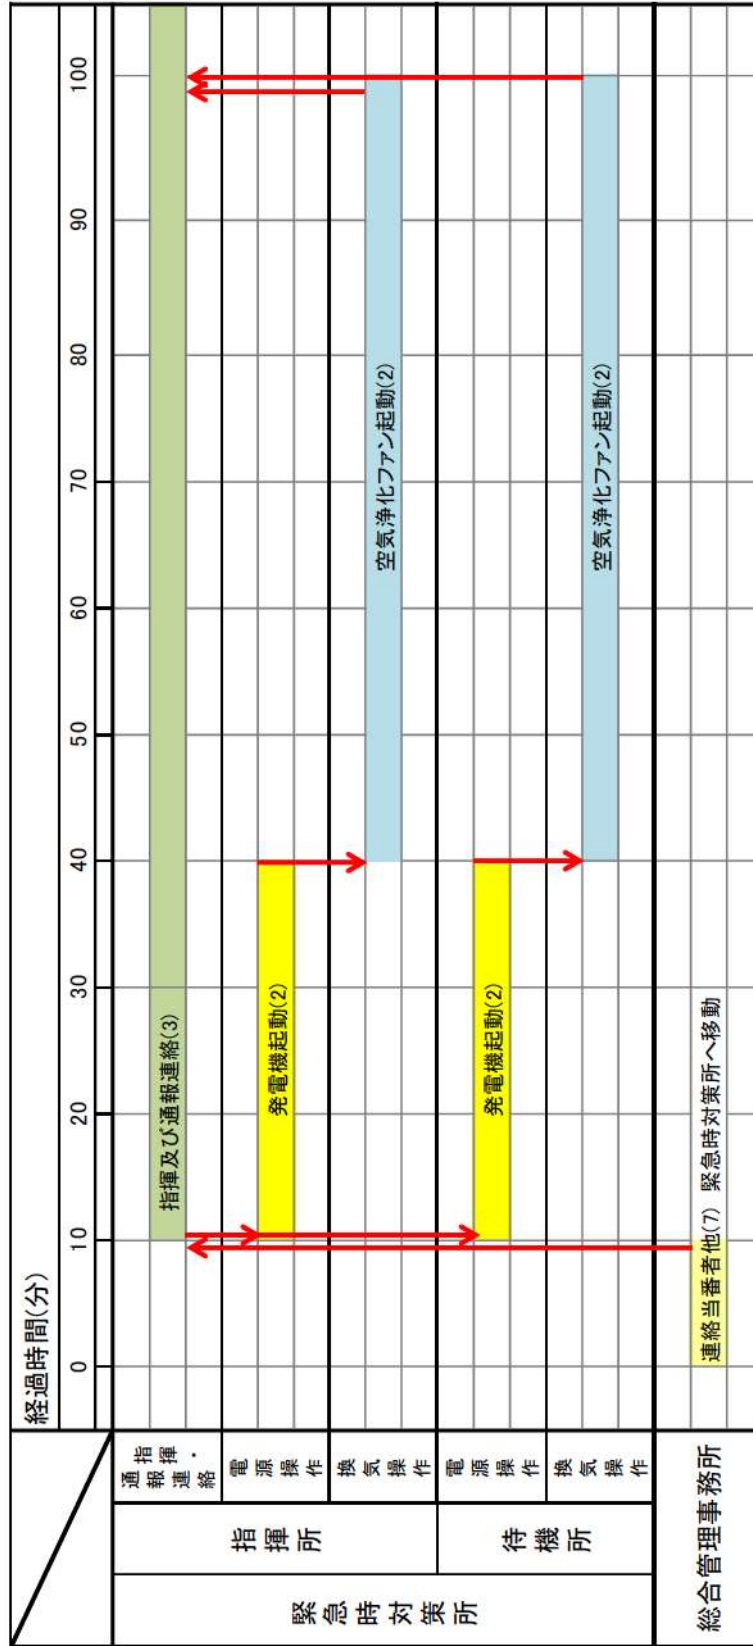 経過時間(分)
0
10
20
30
40
50
60
70
80
90
100
緊急時対策所
指揮所
指揮・
通報連絡
指揮及び通報連絡(3)
電源操作
発電機起動(2)
換気操作
空気浄化ファン起動(2)
待機所
電源操作
発電機起動(2)
換気操作
空気浄化ファン起動(2)
総合管理事務所
連絡当番者他(7) 緊急時対策所へ移動